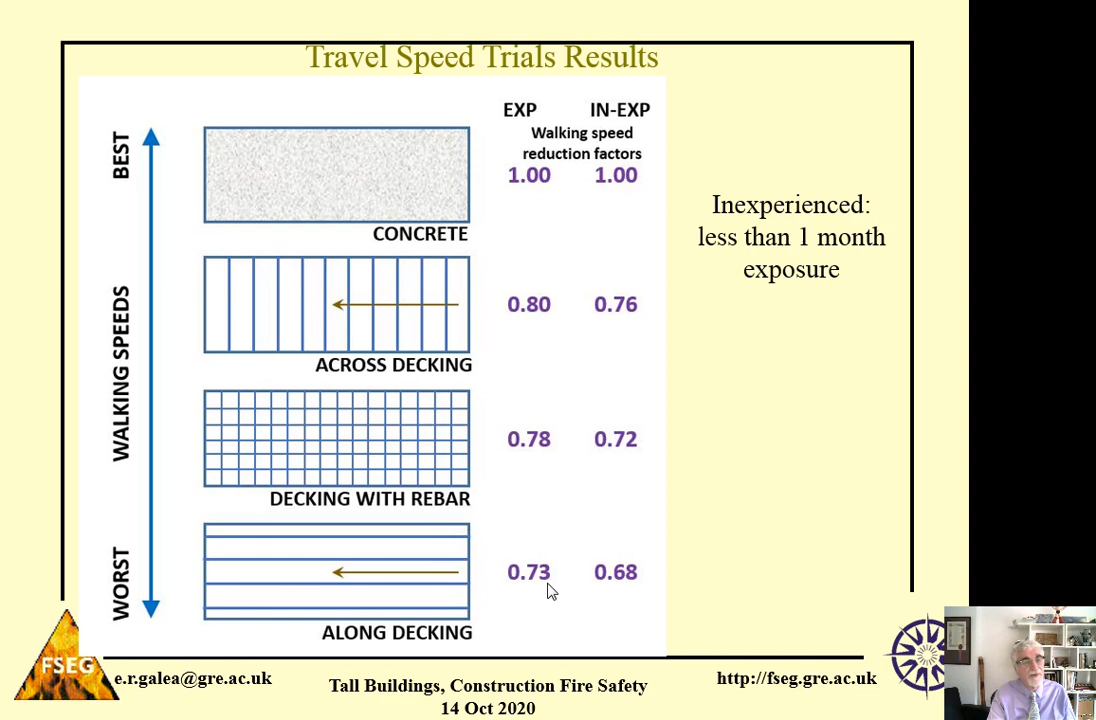 Travel Speed Trials Results
EXP IN-EXP
Walking speed
reduction factors
BEST
1.00 1.00
CONCRETE
Inexperienced:
less than 1 month
exposure
WALKING SPEEDS
0.80 0.76
ACROSS DECKING
0.78 0.72
DECKING WITH REBAR
WORST
0.73 0.68
ALONG DECKING
FSEG
e.r.galea@gre.ac.uk
Tall Buildings, Construction Fire Safety
14 Oct 2020
http://fseg.gre.ac.uk